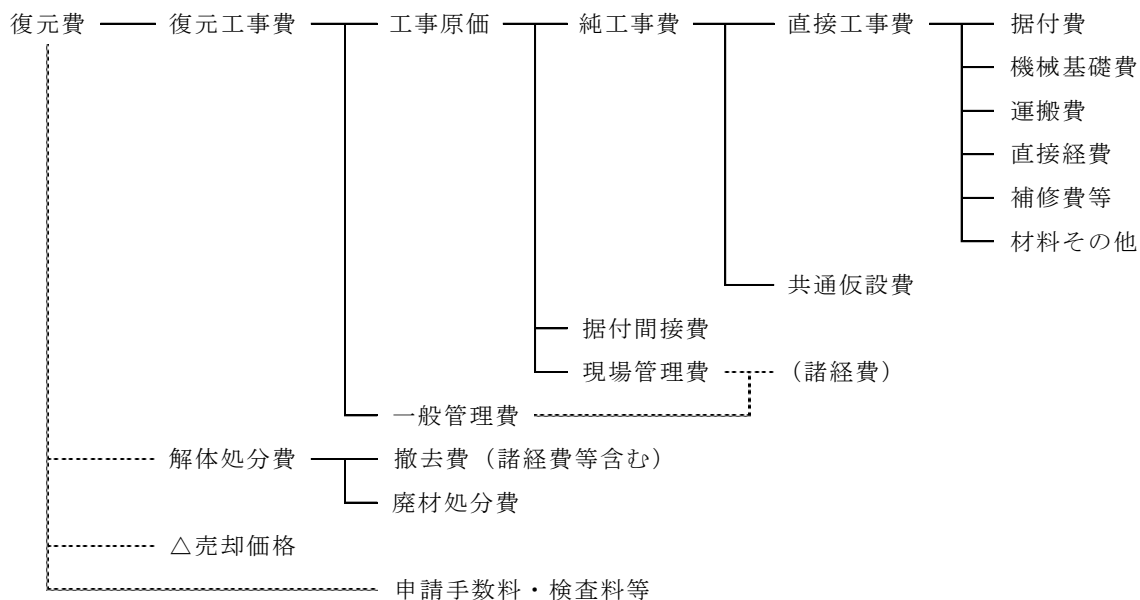 復元費 復元工事費 工事原価 純工事費 直接工事費 据付費
機械基礎費
運搬費
直接経費
補修費等
材料その他
共通仮設費
据付間接費
現場管理費 （諸経費）
一般管理費
解体処分費 撤去費（諸経費等含む）
廃材処分費
△売却価格
申請手数料・検査料等